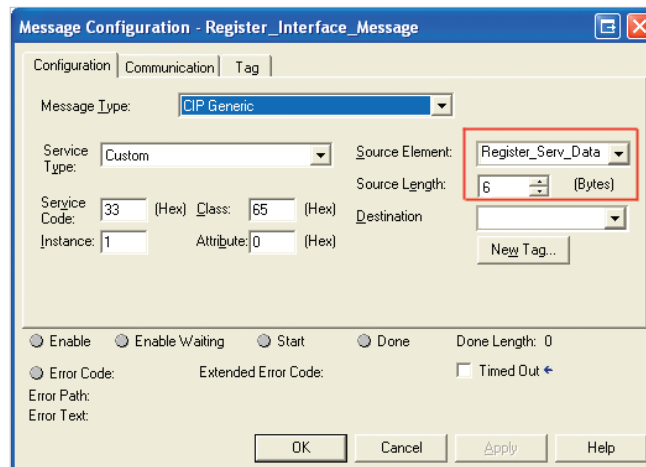 Message Configuration - Register_Interface_Message
Configuration Communication Tag
Message Type: CIP Generic
Service Type: Custom
Source Element: Register_Serv_Data
Source Length: 6 (Bytes)
Service Code: 33 (Hex) Class: 65 (Hex)
Destination
Instance: 1 Attribute: 0 (Hex)
New Tag...
Enable Enable Waiting Start Done Done Length: 0
Error Code: Extended Error Code: Timed Out
Error Path:
Error Text:
OK Cancel Apply Help